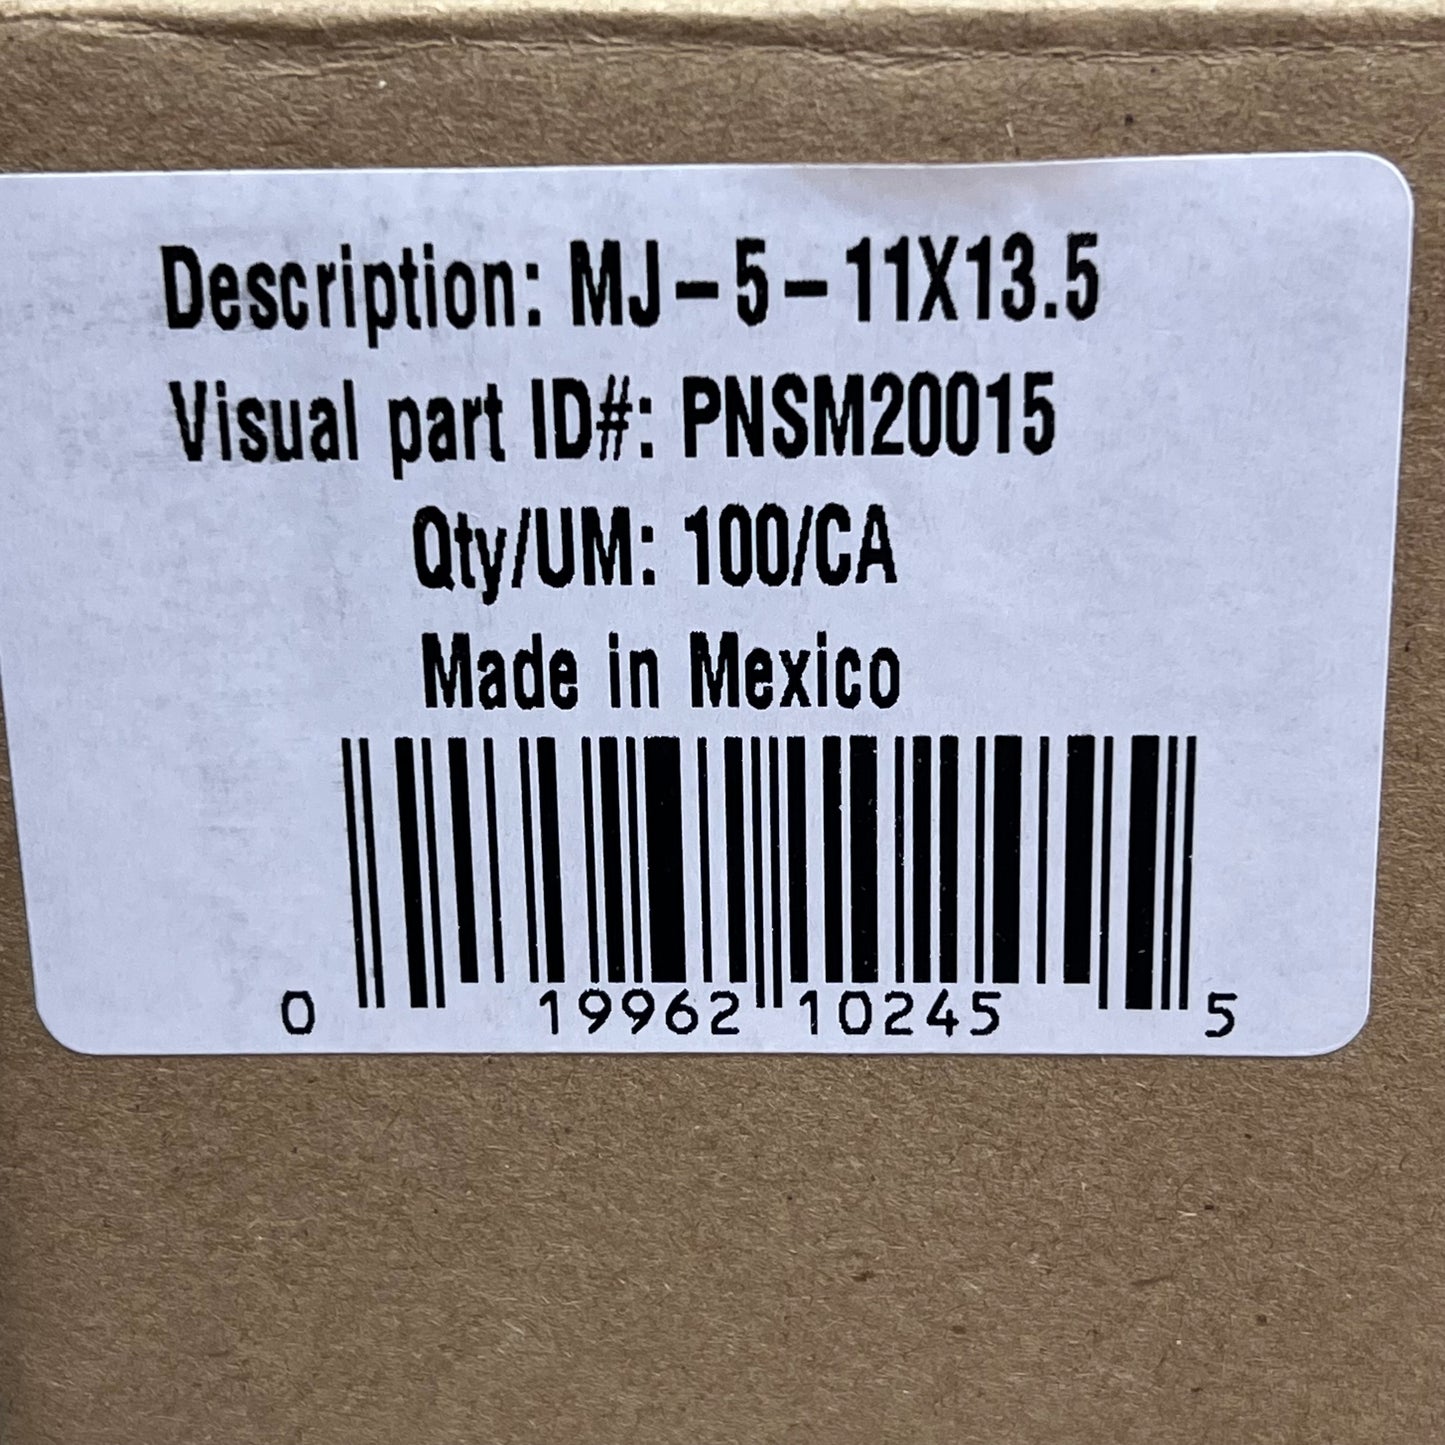 Description: MJ-5-11X13.5
Visual part ID#: PNSM20015
Qty/UM: 100/CA
Made in Mexico
0 19962 10245 5